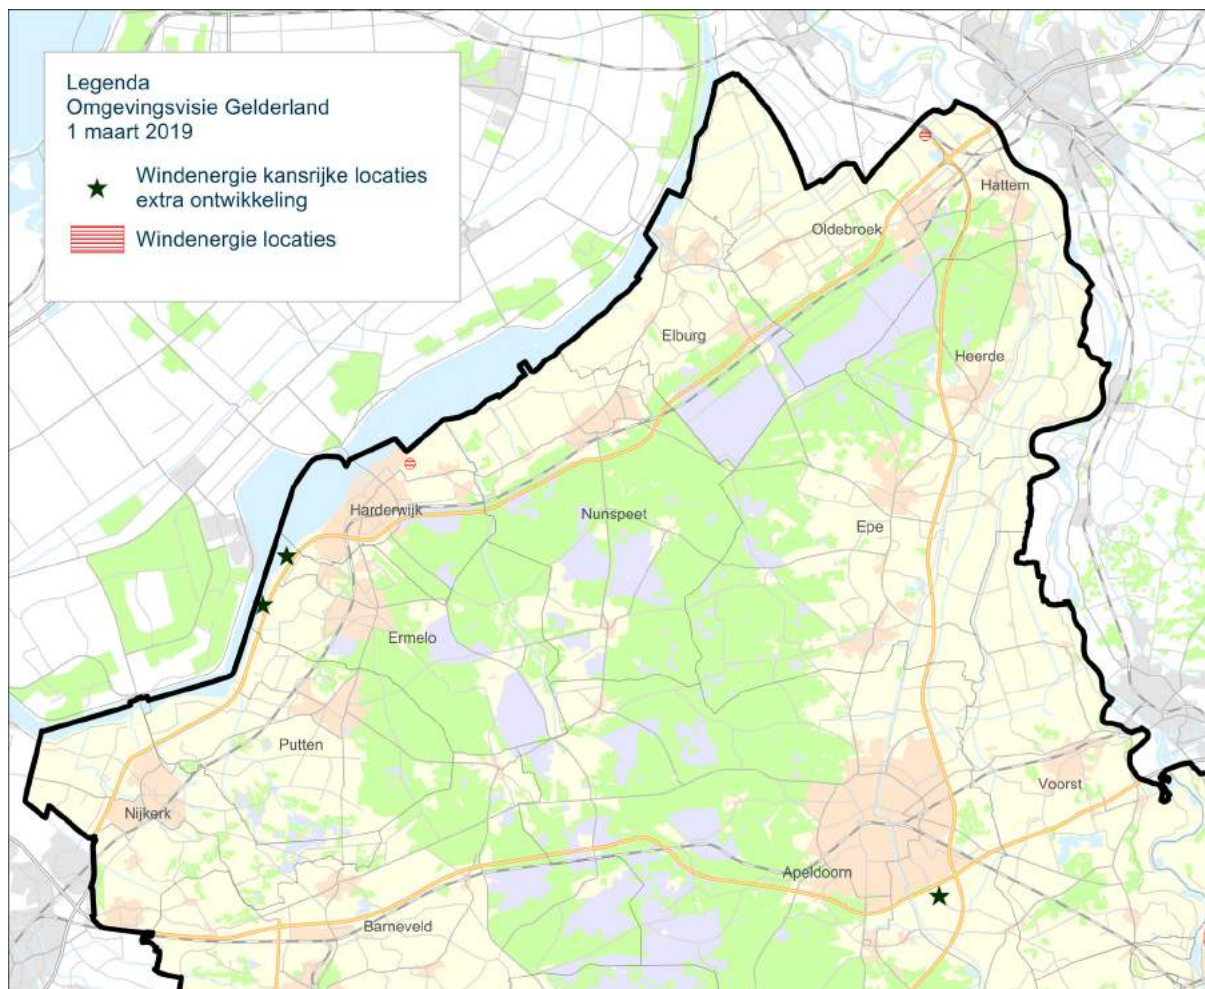 Legenda
Omgevingsvisie Gelderland
1 maart 2019
Windenergie kansrijke locaties
extra ontwikkeling
Windenergie locaties
Hattem
Oldebroek
Elburg
Heerde
Harderwijk
Nunspeet
Epe
Ermelo
Putten
Voorst
Nijkerk
Apeldoorn
Barneveld